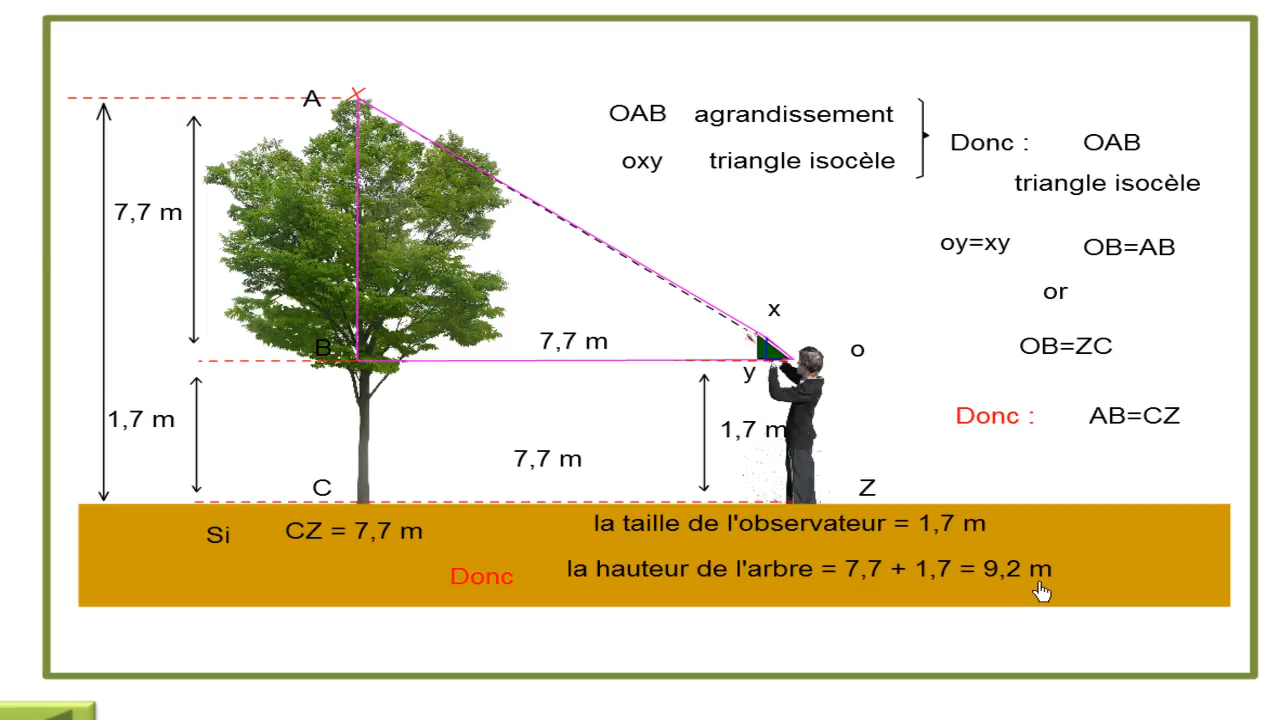 A
OAB agrandissement
Donc : OAB
oxy triangle isocèle
triangle isocèle
7,7 m
oy=xy OB=AB
or
x
7,7 m
B
o
OB=ZC
y
1,7 m
1,7 m
Donc : AB=CZ
7,7 m
C
Z
Si CZ = 7,7 m
la taille de l'observateur = 1,7 m
Donc la hauteur de l'arbre = 7,7 + 1,7 = 9,2 m